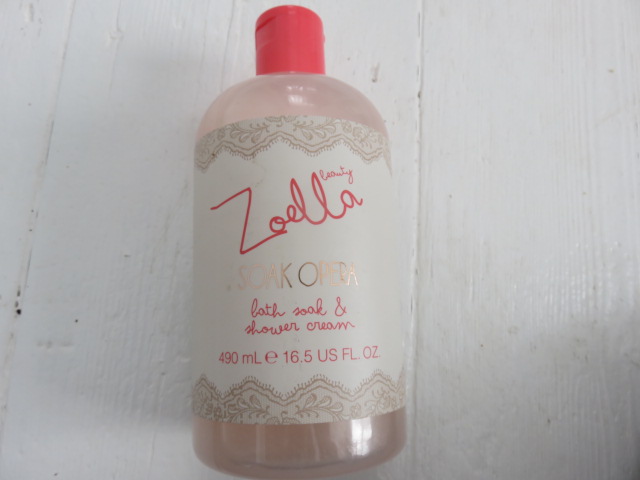 beauty
Zoella
SOAK OPERA
bath soak &
shower cream
490 mL e 16.5 US FL. OZ.